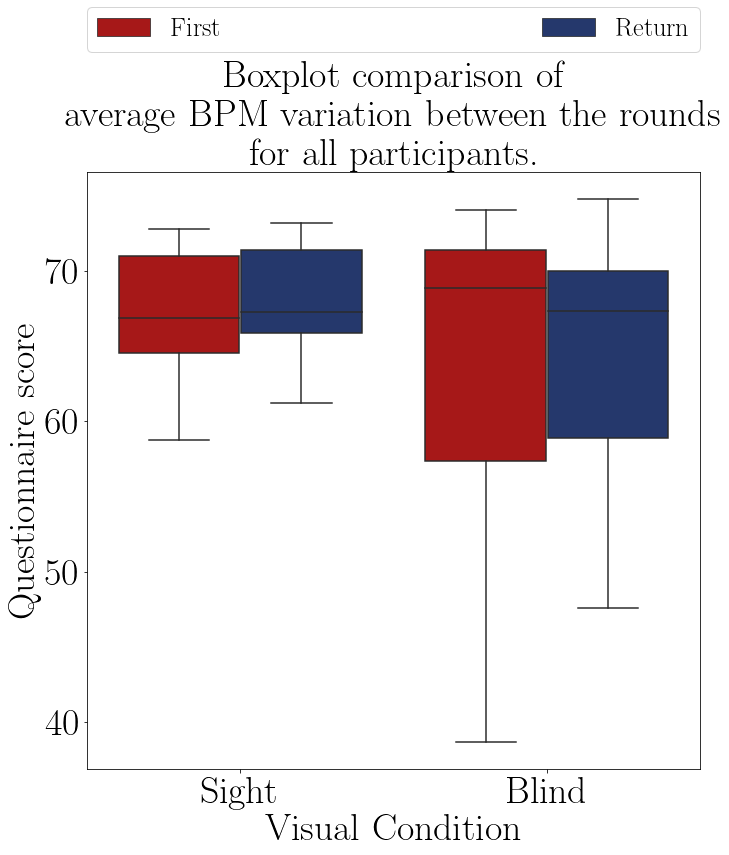 First Return
Boxplot comparison of
average BPM variation between the rounds
for all participants.
70
60
50
40
Questionnaire score
Sight Blind
Visual Condition